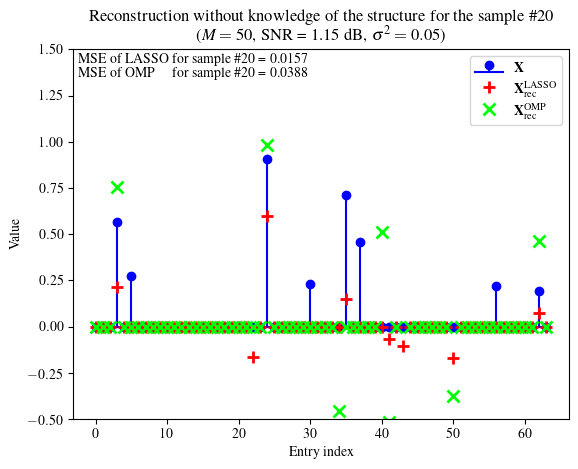 Reconstruction without knowledge of the structure for the sample #20
(M = 50, SNR = 1.15 dB, σ² = 0.05)
MSE of LASSO for sample #20 = 0.0157
MSE of OMP for sample #20 = 0.0388
X
X_rec^LASSO
X_rec^OMP
1.50
1.25
1.00
0.75
0.50
0.25
0.00
−0.25
−0.50
Value
0 10 20 30 40 50 60
Entry index